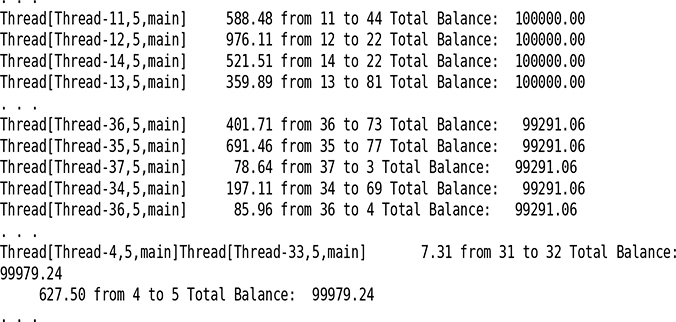 . . .
Thread[Thread-11,5,main]     588.48 from 11 to 44 Total Balance:  100000.00
Thread[Thread-12,5,main]     976.11 from 12 to 22 Total Balance:  100000.00
Thread[Thread-14,5,main]     521.51 from 14 to 22 Total Balance:  100000.00
Thread[Thread-13,5,main]     359.89 from 13 to 81 Total Balance:  100000.00
. . .
Thread[Thread-36,5,main]     401.71 from 36 to 73 Total Balance:   99291.06
Thread[Thread-35,5,main]     691.46 from 35 to 77 Total Balance:   99291.06
Thread[Thread-37,5,main]      78.64 from 37 to 3 Total Balance:   99291.06
Thread[Thread-34,5,main]     197.11 from 34 to 69 Total Balance:   99291.06
Thread[Thread-36,5,main]      85.96 from 36 to 4 Total Balance:   99291.06
. . .
Thread[Thread-4,5,main]Thread[Thread-33,5,main]       7.31 from 31 to 32 Total Balance:
99979.24
     627.50 from 4 to 5 Total Balance:  99979.24
. . .